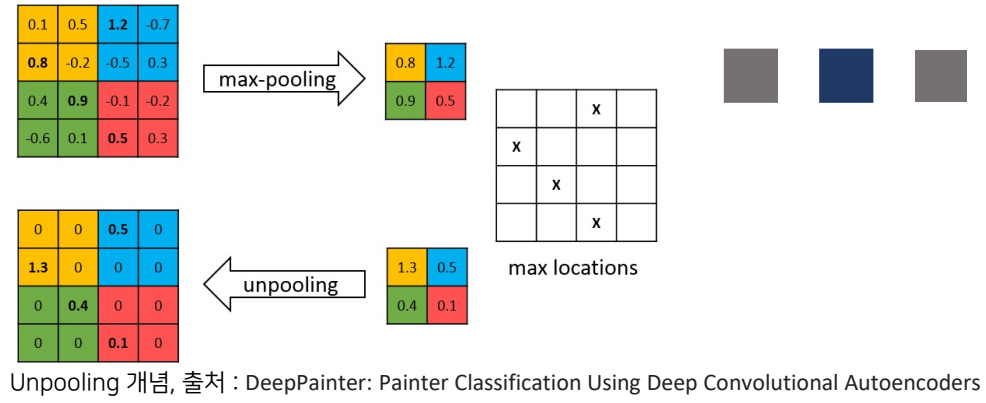 0.1 0.5 1.2 -0.7
0.8 -0.2 -0.5 0.3
0.4 0.9 -0.1 -0.2
-0.6 0.1 0.5 0.3
max-pooling
0.8 1.2
0.9 0.5
X
X
X
X
max locations
0 0 0.5 0
1.3 0 0 0
0 0.4 0 0
0 0 0.1 0
unpooling
1.3 0.5
0.4 0.1
Unpooling 개념, 출처 : DeepPainter: Painter Classification Using Deep Convolutional Autoencoders